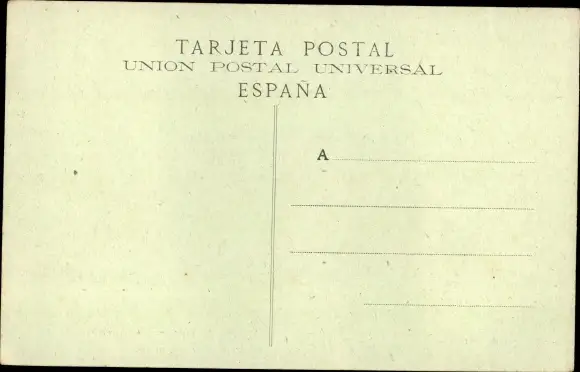 TARJETA POSTAL
UNION POSTAL UNIVERSAL
ESPAÑA
A